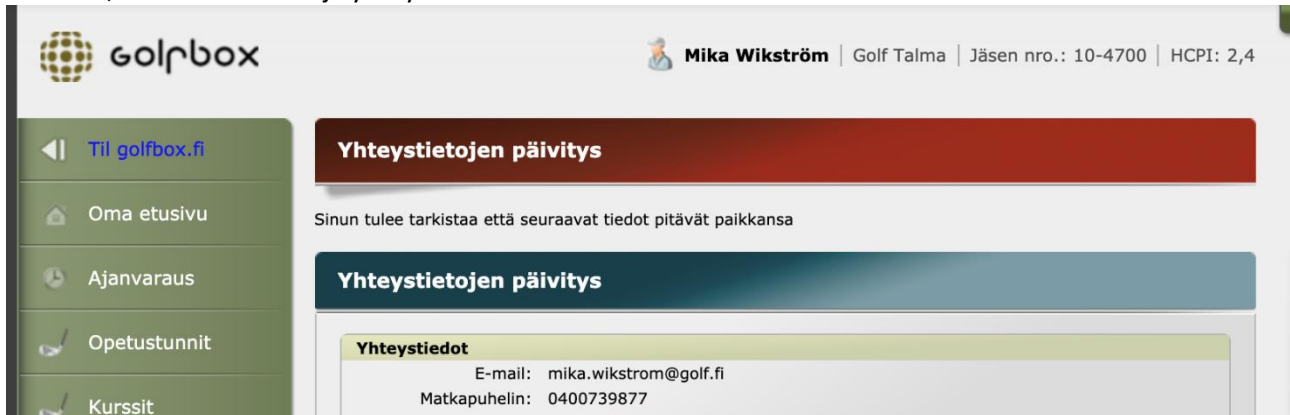 golfbox
Mika Wikström | Golf Talma | Jäsen nro.: 10-4700 | HCPI: 2,4
Til golfbox.fi
Oma etusivu
Ajanvaraus
Opetustunnit
Kurssit
Yhteystietojen päivitys
Sinun tulee tarkistaa että seuraavat tiedot pitävät paikkansa
Yhteystietojen päivitys
Yhteystiedot
E-mail: mika.wikstrom@golf.fi
Matkapuhelin: 0400739877